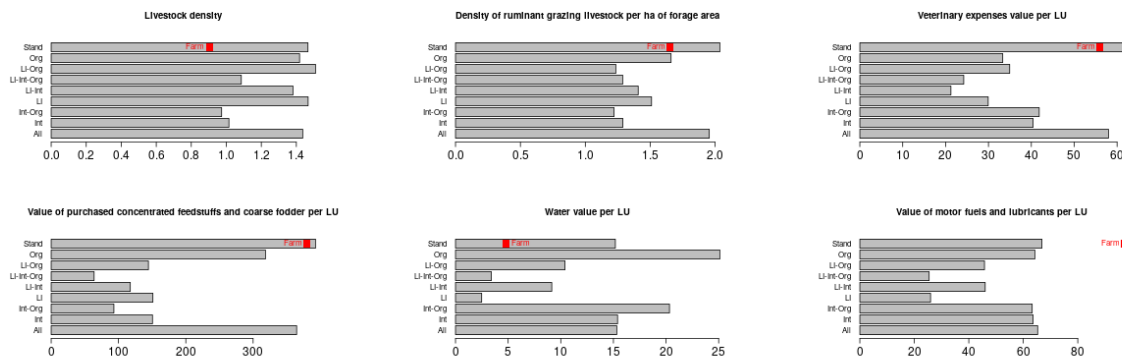 Livestock density
Stand
Farm
Org
LI-Org
LI-Int-Org
LI-Int
LI
Int-Org
Int
All
0.0 0.2 0.4 0.6 0.8 1.0 1.2 1.4
Density of ruminant grazing livestock per ha of forage area
Stand
Farm
Org
LI-Org
LI-Int-Org
LI-Int
LI
Int-Org
Int
All
0.0 0.5 1.0 1.5 2.0
Veterinary expenses value per LU
Stand
Farm
Org
LI-Org
LI-Int-Org
LI-Int
LI
Int-Org
Int
All
0 10 20 30 40 50 60
Value of purchased concentrated feedstuffs and coarse fodder per LU
Stand
Farm
Org
LI-Org
LI-Int-Org
LI-Int
LI
Int-Org
Int
All
0 100 200 300
Water value per LU
Stand
Farm
Org
LI-Org
LI-Int-Org
LI-Int
LI
Int-Org
Int
All
0 5 10 15 20 25
Value of motor fuels and lubricants per LU
Stand
Farm
Org
LI-Org
LI-Int-Org
LI-Int
LI
Int-Org
Int
All
0 20 40 60 80